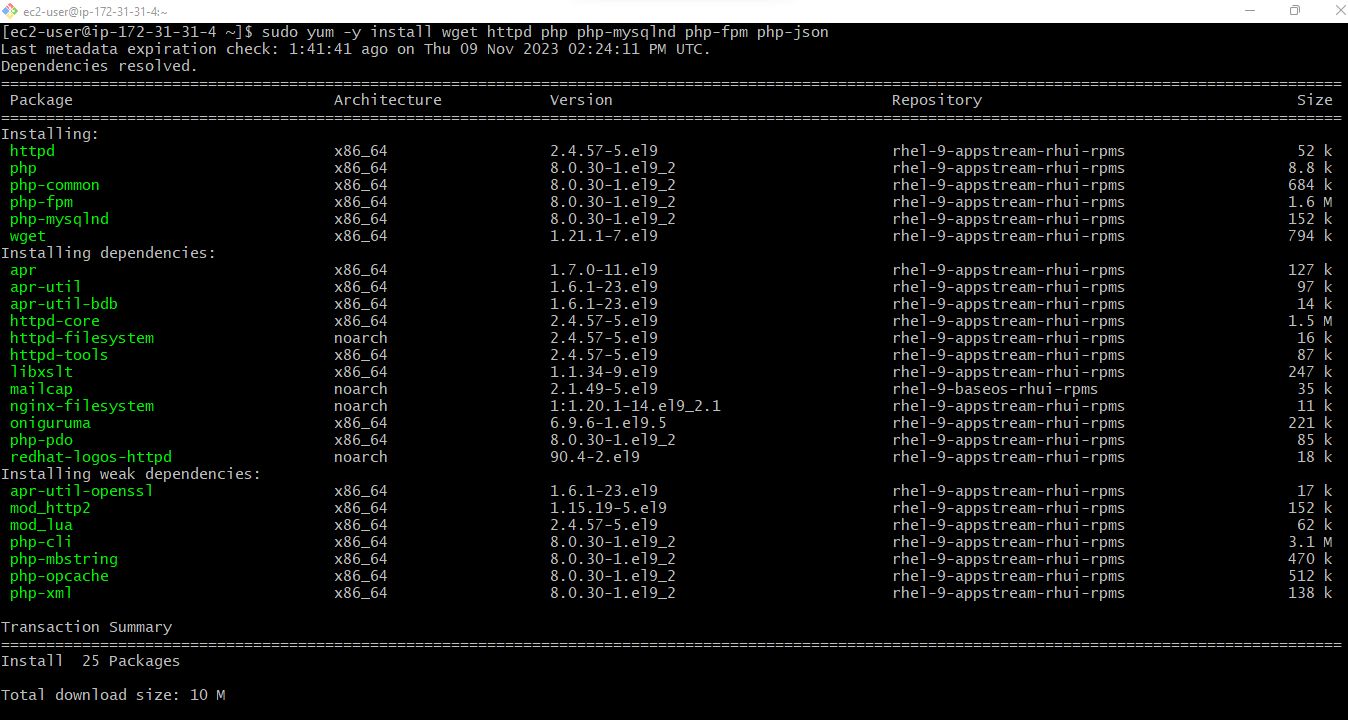 ec2-user@ip-172-31-31-4:~
[ec2-user@ip-172-31-31-4 ~]$ sudo yum -y install wget httpd php php-mysqlnd php-fpm php-json
Last metadata expiration check: 1:41:41 ago on Thu 09 Nov 2023 02:24:11 PM UTC.
Dependencies resolved.
================================================================================
Package Architecture Version Repository Size
================================================================================
Installing:
httpd x86_64 2.4.57-5.el9 rhel-9-appstream-rhui-rpms 52 k
php x86_64 8.0.30-1.el9_2 rhel-9-appstream-rhui-rpms 8.8 k
php-common x86_64 8.0.30-1.el9_2 rhel-9-appstream-rhui-rpms 684 k
php-fpm x86_64 8.0.30-1.el9_2 rhel-9-appstream-rhui-rpms 1.6 M
php-mysqlnd x86_64 8.0.30-1.el9_2 rhel-9-appstream-rhui-rpms 152 k
wget x86_64 1.21.1-7.el9 rhel-9-appstream-rhui-rpms 794 k
Installing dependencies:
apr x86_64 1.7.0-11.el9 rhel-9-appstream-rhui-rpms 127 k
apr-util x86_64 1.6.1-23.el9 rhel-9-appstream-rhui-rpms 97 k
apr-util-bdb x86_64 1.6.1-23.el9 rhel-9-appstream-rhui-rpms 14 k
httpd-core x86_64 2.4.57-5.el9 rhel-9-appstream-rhui-rpms 1.5 M
httpd-filesystem noarch 2.4.57-5.el9 rhel-9-appstream-rhui-rpms 16 k
httpd-tools x86_64 2.4.57-5.el9 rhel-9-appstream-rhui-rpms 87 k
libxslt x86_64 1.1.34-9.el9 rhel-9-appstream-rhui-rpms 247 k
mailcap noarch 2.1.49-5.el9 rhel-9-baseos-rhui-rpms 35 k
nginx-filesystem noarch 1:1.20.1-14.el9_2.1 rhel-9-appstream-rhui-rpms 11 k
oniguruma x86_64 6.9.6-1.el9.5 rhel-9-appstream-rhui-rpms 221 k
php-pdo x86_64 8.0.30-1.el9_2 rhel-9-appstream-rhui-rpms 85 k
redhat-logos-httpd noarch 90.4-2.el9 rhel-9-appstream-rhui-rpms 18 k
Installing weak dependencies:
apr-util-openssl x86_64 1.6.1-23.el9 rhel-9-appstream-rhui-rpms 17 k
mod_http2 x86_64 1.15.19-5.el9 rhel-9-appstream-rhui-rpms 152 k
mod_lua x86_64 2.4.57-5.el9 rhel-9-appstream-rhui-rpms 62 k
php-cli x86_64 8.0.30-1.el9_2 rhel-9-appstream-rhui-rpms 3.1 M
php-mbstring x86_64 8.0.30-1.el9_2 rhel-9-appstream-rhui-rpms 470 k
php-opcache x86_64 8.0.30-1.el9_2 rhel-9-appstream-rhui-rpms 512 k
php-xml x86_64 8.0.30-1.el9_2 rhel-9-appstream-rhui-rpms 138 k
Transaction Summary
================================================================================
Install 25 Packages
Total download size: 10 M